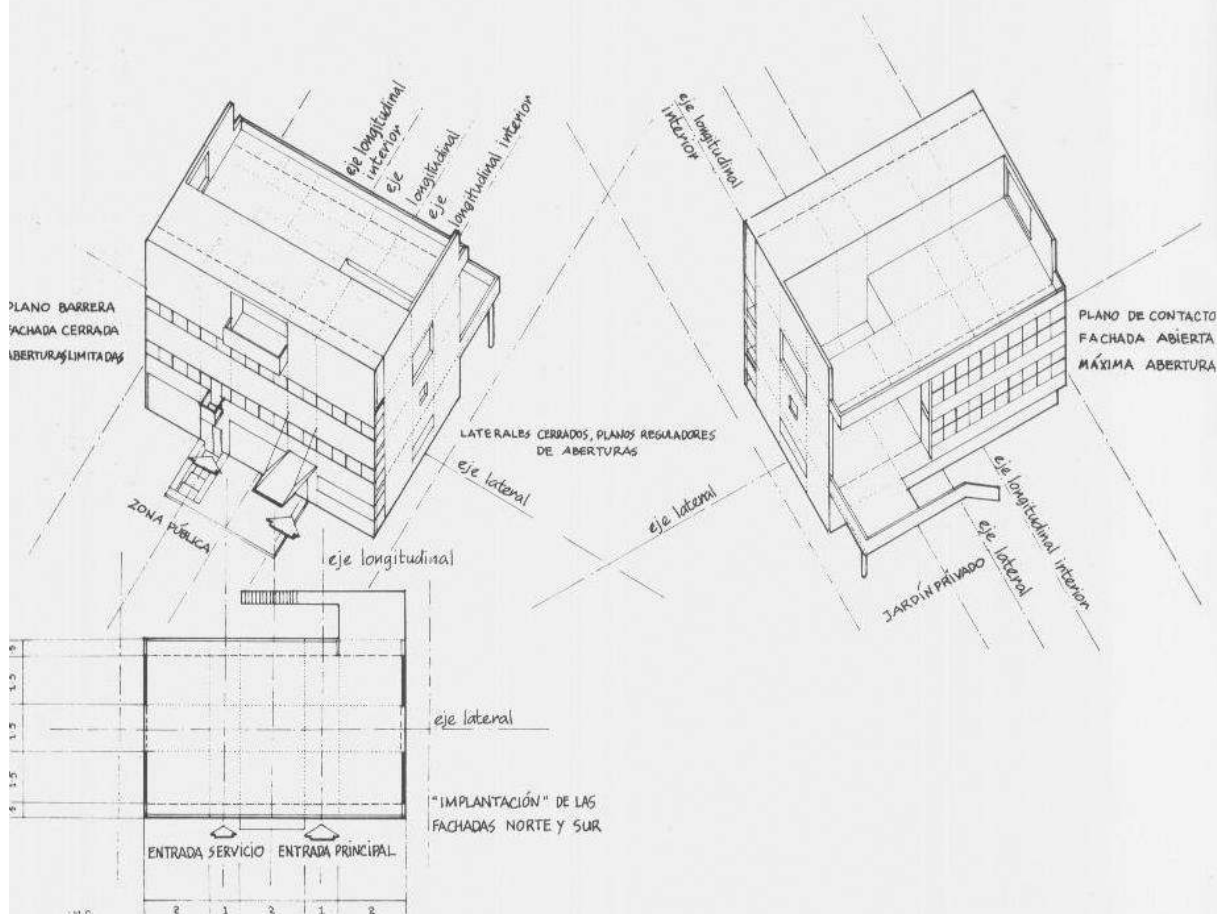 eje longitudinal
interior
eje
longitudinal
eje
longitudinal interior
PLANO BARRERA
FACHADA CERRADA
ABERTURAS LIMITADAS
LATERALES CERRADOS, PLANOS REGULADORES
DE ABERTURAS
eje lateral
ZONA PÚBLICA
eje longitudinal
eje longitudinal
interior
PLANO DE CONTACTO
FACHADA ABIERTA
MÁXIMA ABERTURA
eje lateral
eje longitudinal interior
eje lateral
JARDÍN PRIVADO
5
1.5
1.5
1.5
5
eje lateral
"IMPLANTACIÓN" DE LAS
FACHADAS NORTE Y SUR
ENTRADA SERVICIO ENTRADA PRINCIPAL
2 1 2 1 2